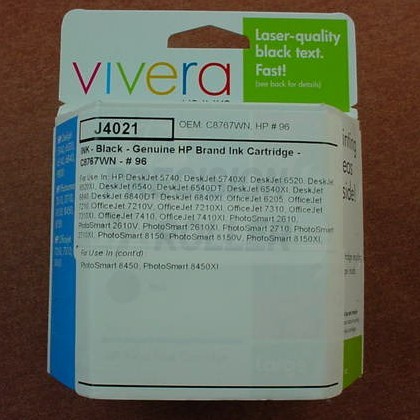 Laser-quality
black text.
Fast!
(see back for details)
vivera
J4021
OEM: C8767WN, HP # 96
INK - Black - Genuine HP Brand Ink Cartridge -
C8767WN - # 96
For Use In: HP, DeskJet 5740, DeskJet 5740XI, DeskJet 6520, DeskJet
6520XI, DeskJet 6540, DeskJet 6540DT, DeskJet 6540XI, DeskJet
6840, DeskJet 6840DT, DeskJet 6840XI, OfficeJet 6205, OfficeJet
7210, OfficeJet 7210V, OfficeJet 7210XI, OfficeJet 7310, OfficeJet
7310XI, OfficeJet 7410, OfficeJet 7410XI, PhotoSmart 2610,
PhotoSmart 2610V, PhotoSmart 2610XI, PhotoSmart 2710, PhotoSmart
2710XI, PhotoSmart 8150, PhotoSmart 8150V, PhotoSmart 8150XI,
For Use In (cont'd)
PhotoSmart 8450, PhotoSmart 8450XI
inting
eas
side!